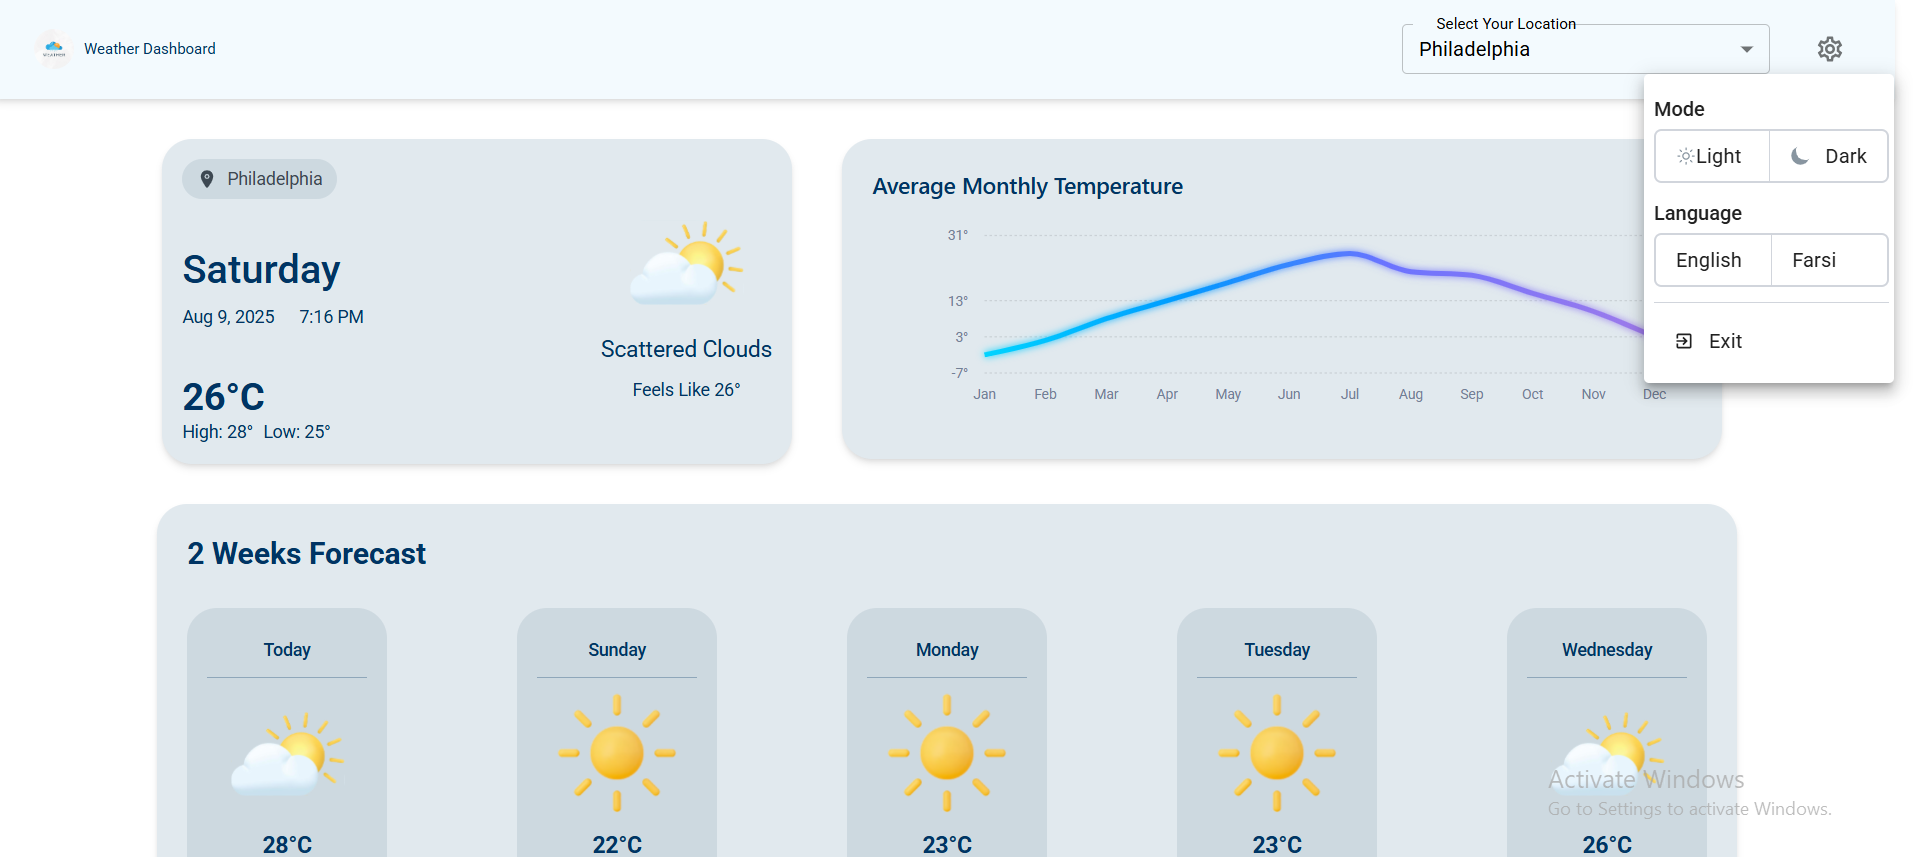 Weather Dashboard
Select Your Location
Philadelphia
Mode
Light
Dark
Language
English
Farsi
Exit
Philadelphia
Saturday
Aug 9, 2025 7:16 PM
26°C
High: 28° Low: 25°
Scattered Clouds
Feels Like 26°
Average Monthly Temperature
31°
13°
3°
-7°
Jan Feb Mar Apr May Jun Jul Aug Sep Oct Nov Dec
2 Weeks Forecast
Today
28°C
Sunday
22°C
Monday
23°C
Tuesday
23°C
Wednesday
26°C
Activate Windows
Go to Settings to activate Windows.